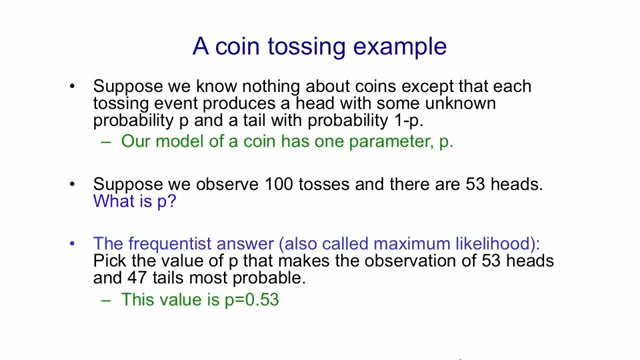 A coin tossing example
• Suppose we know nothing about coins except that each
tossing event produces a head with some unknown
probability p and a tail with probability 1-p.
– Our model of a coin has one parameter, p.
• Suppose we observe 100 tosses and there are 53 heads.
What is p?
• The frequentist answer (also called maximum likelihood):
Pick the value of p that makes the observation of 53 heads
and 47 tails most probable.
– This value is p=0.53